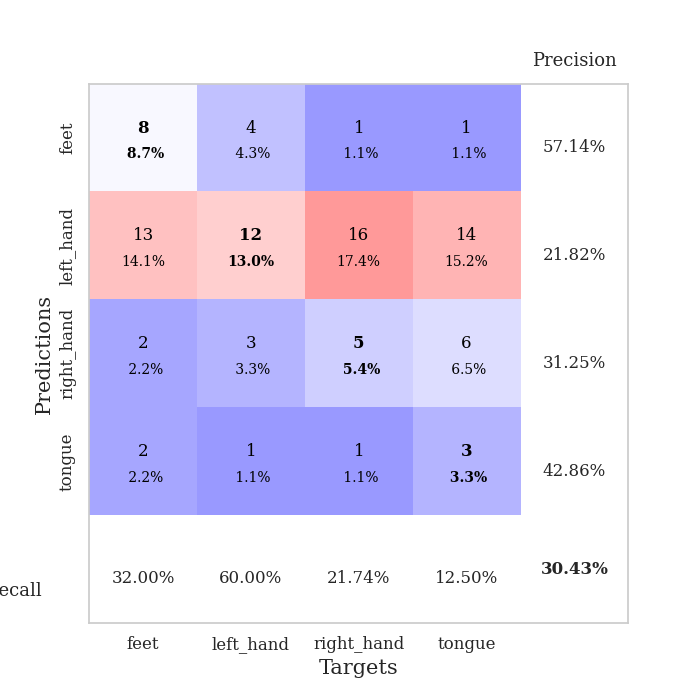 Precision
feet
8 4 1 1
8.7% 4.3% 1.1% 1.1%
57.14%
left_hand
13 12 16 14
14.1% 13.0% 17.4% 15.2%
21.82%
Predictions
right_hand
2 3 5 6
2.2% 3.3% 5.4% 6.5%
31.25%
tongue
2 1 1 3
2.2% 1.1% 1.1% 3.3%
42.86%
ecall
32.00% 60.00% 21.74% 12.50% 30.43%
feet left_hand right_hand tongue
Targets